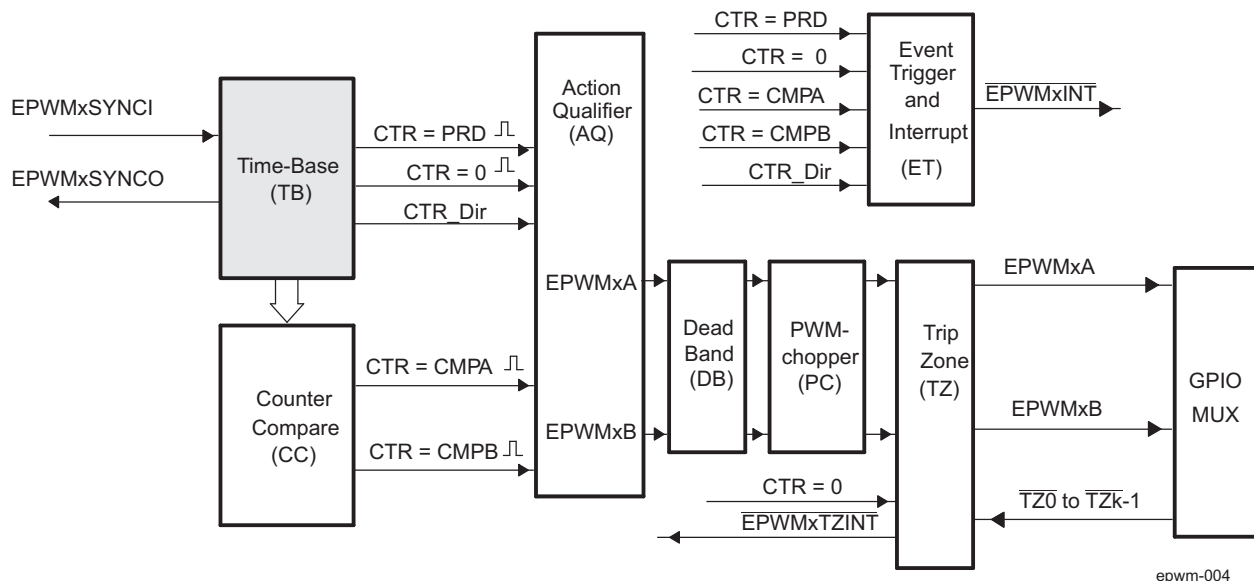 EPWMxSYNCI
EPWMxSYNCO
Time-Base
(TB)
CTR = PRD
CTR = 0
CTR_Dir
Counter
Compare
(CC)
CTR = CMPA
CTR = CMPB
Action
Qualifier
(AQ)
EPWMxA
EPWMxB
CTR = PRD
CTR = 0
CTR = CMPA
CTR = CMPB
CTR_Dir
Event
Trigger
and
Interrupt
(ET)
EPWMxINT
Dead
Band
(DB)
PWM-
chopper
(PC)
CTR = 0
EPWMxTZINT
Trip
Zone
(TZ)
EPWMxA
EPWMxB
TZ0 to TZk-1
GPIO
MUX
epwm-004